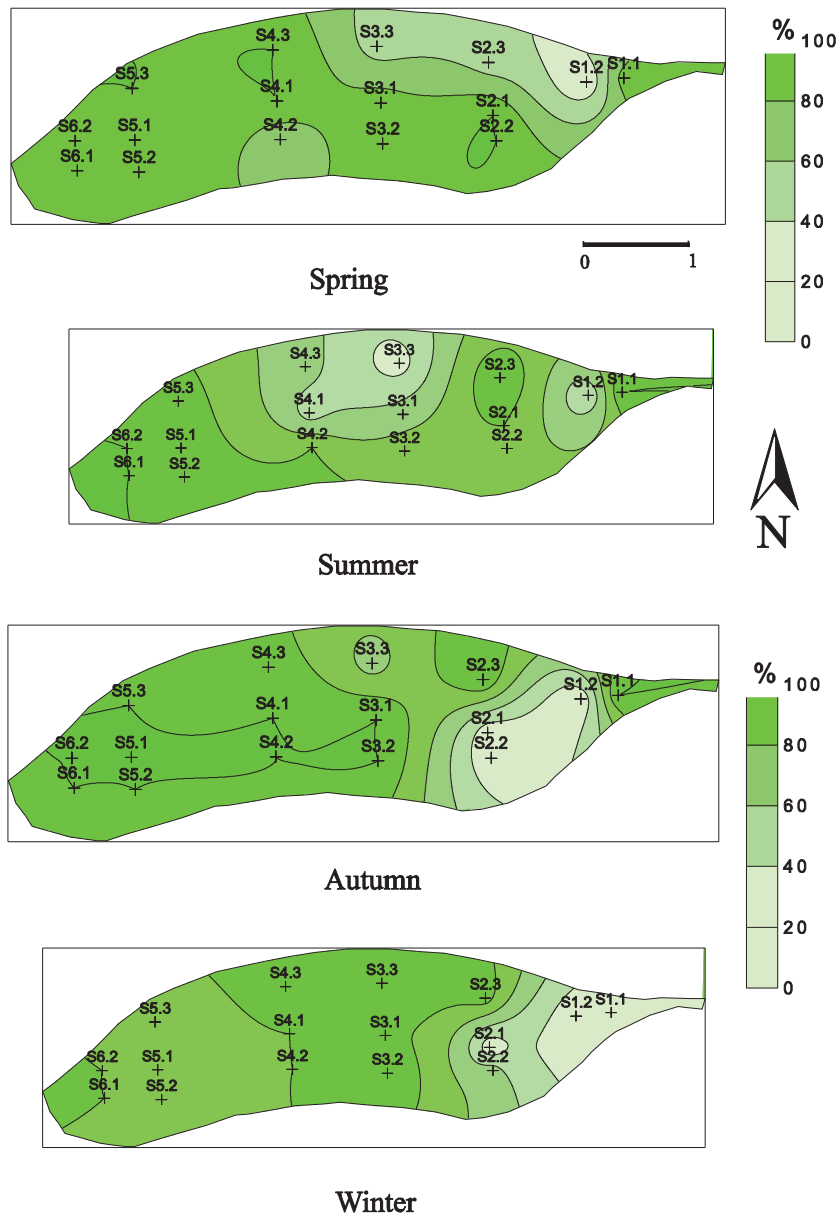 %
100
80
60
40
20
0
S4.3
S3.3
S2.3
S5.3
S1.2
S1.1
S4.1
S3.1
S2.1
S6.2
S5.1
S4.2
S3.2
S2.2
S6.1
S5.2
0
1
Spring
S4.3
S3.3
S2.3
S5.3
S1.2
S1.1
S4.1
S3.1
S2.1
S6.2
S5.1
S4.2
S3.2
S2.2
S6.1
S5.2
N
Summer
%
100
80
60
40
20
0
S4.3
S3.3
S2.3
S5.3
S1.2
S1.1
S4.1
S3.1
S2.1
S6.2
S5.1
S4.2
S3.2
S2.2
S6.1
S5.2
Autumn
S4.3
S3.3
S2.3
S5.3
S1.2
S1.1
S4.1
S3.1
S2.1
S6.2
S5.1
S4.2
S3.2
S2.2
S6.1
S5.2
Winter